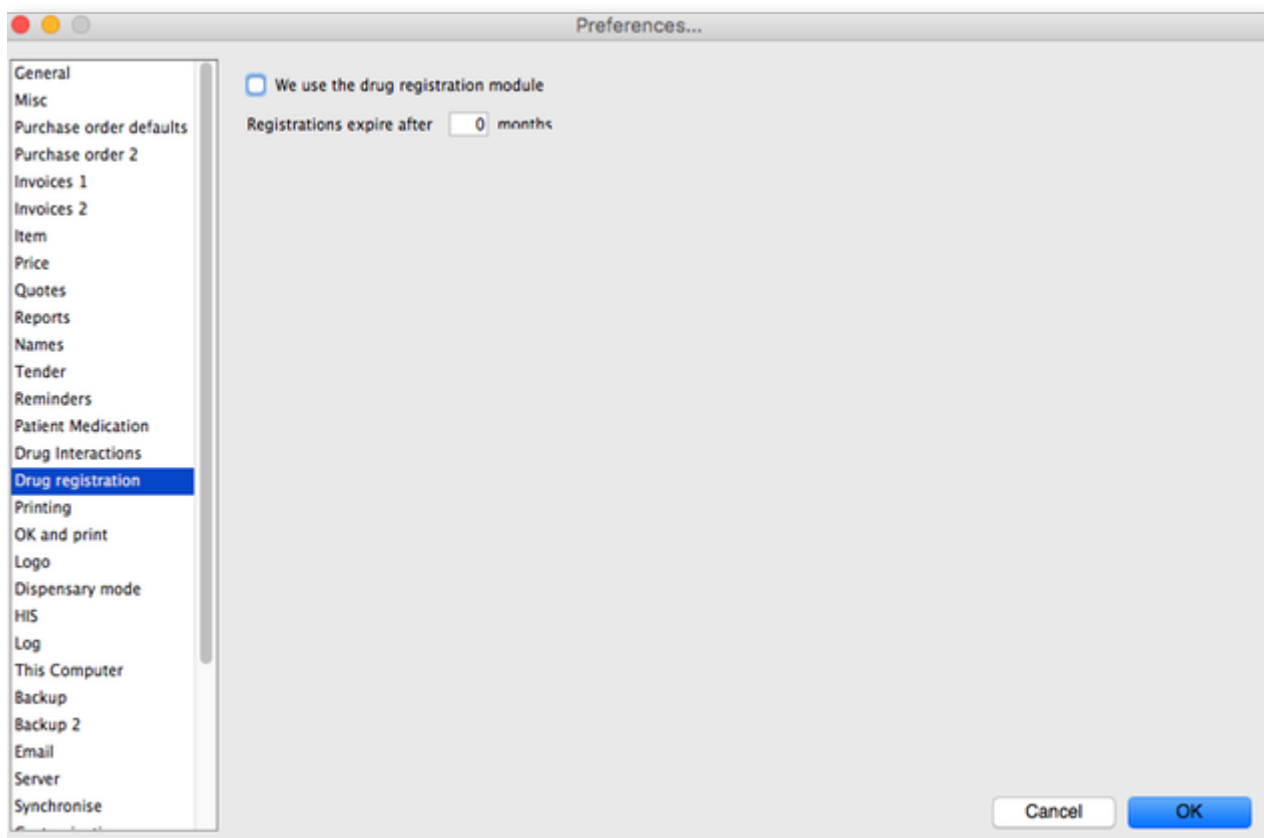 Preferences...
General
Misc
Purchase order defaults
Purchase order 2
Invoices 1
Invoices 2
Item
Price
Quotes
Reports
Names
Tender
Reminders
Patient Medication
Drug Interactions
Drug registration
Printing
OK and print
Logo
Dispensary mode
HIS
Log
This Computer
Backup
Backup 2
Email
Server
Synchronise
We use the drug registration module
Registrations expire after 0 months
Cancel OK